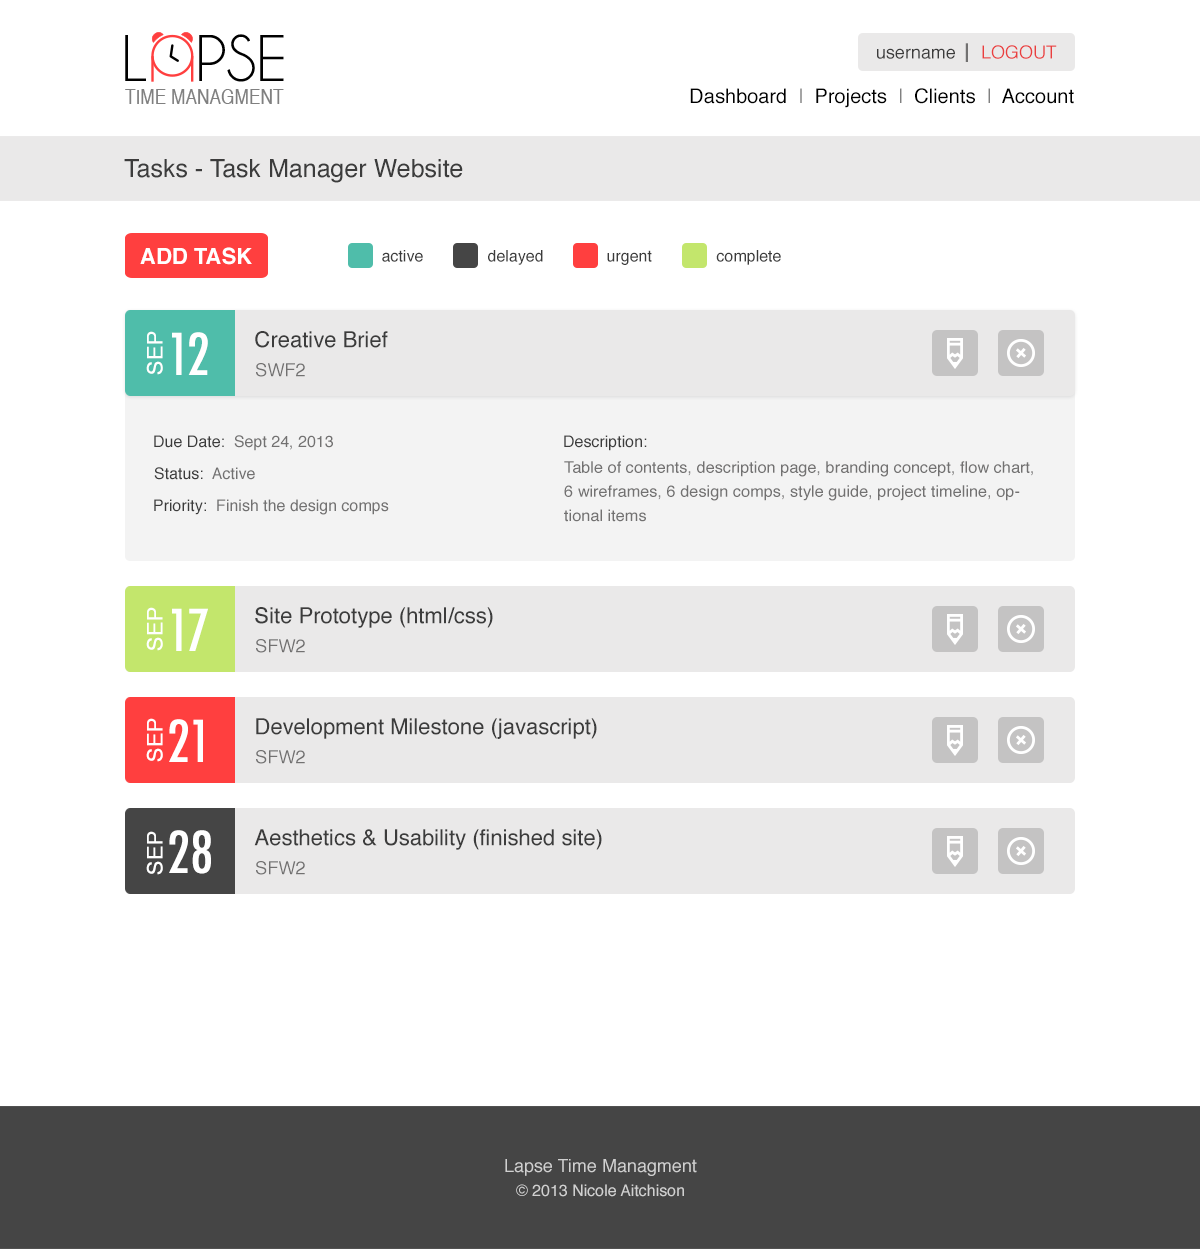 LAPSE
TIME MANAGMENT
username | LOGOUT
Dashboard | Projects | Clients | Account
Tasks - Task Manager Website
ADD TASK
active
delayed
urgent
complete
SEP 12
Creative Brief
SWF2
Due Date: Sept 24, 2013
Status: Active
Priority: Finish the design comps
Description:
Table of contents, description page, branding concept, flow chart,
6 wireframes, 6 design comps, style guide, project timeline, op-
tional items
SEP 17
Site Prototype (html/css)
SFW2
SEP 21
Development Milestone (javascript)
SFW2
SEP 28
Aesthetics & Usability (finished site)
SFW2
Lapse Time Managment
© 2013 Nicole Aitchison